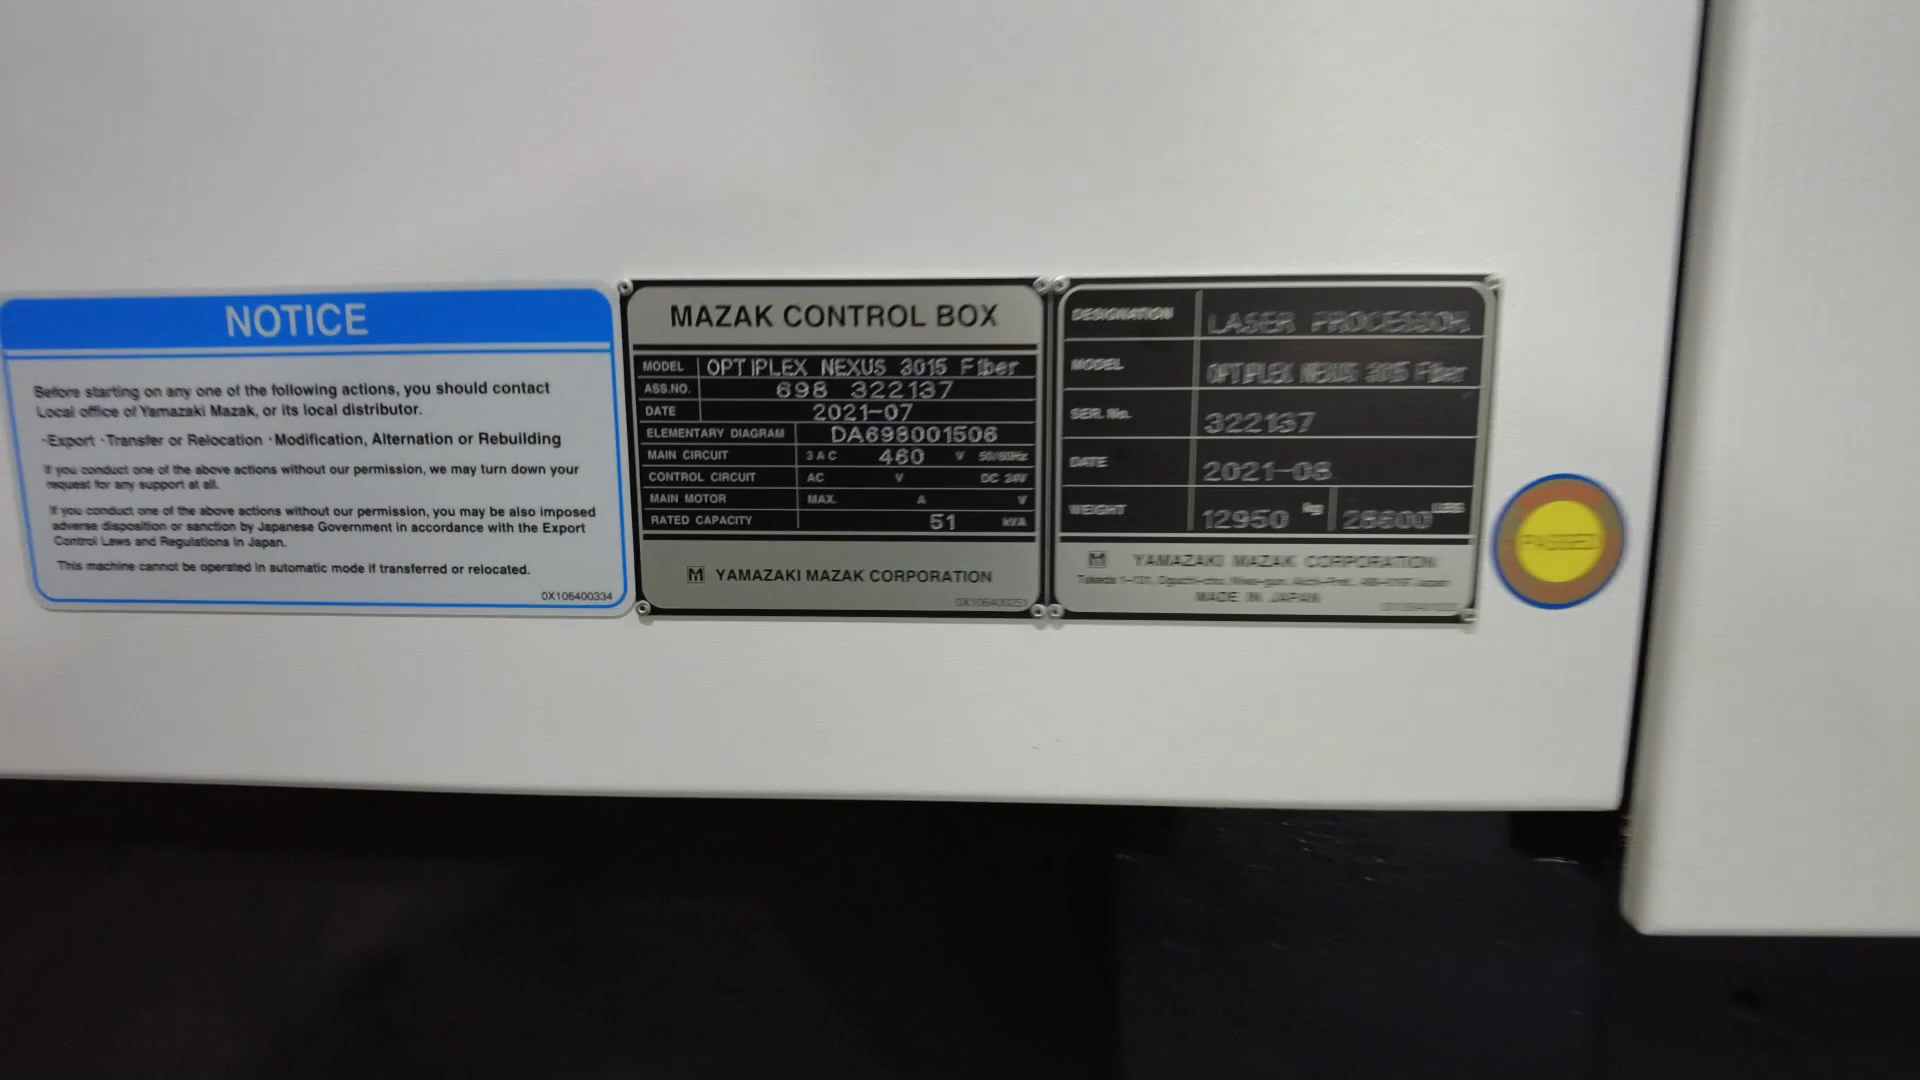 NOTICE
Before starting on any one of the following actions, you should contact
Local office of Yamazaki Mazak, or its local distributor.
·Export ·Transfer or Relocation ·Modification, Alternation or Rebuilding
If you conduct one of the above actions without our permission, we may turn down your
request for any support at all.
If you conduct one of the above actions without our permission, you may be also imposed
adverse disposition or sanction by Japanese Government in accordance with the Export
Control Laws and Regulations in Japan.
This machine cannot be operated in automatic mode if transferred or relocated.
0X106400334
MAZAK CONTROL BOX
MODEL OPTIPLEX NEXUS 3015 Fiber
ASS.NO. 698 322137
DATE 2021-07
ELEMENTARY DIAGRAM DA698001506
MAIN CIRCUIT 3 A C 460 V 50/60Hz
CONTROL CIRCUIT AC V DC 24V
MAIN MOTOR MAX. A V
RATED CAPACITY 51 kVA
M YAMAZAKI MAZAK CORPORATION
DESIGNATION LASER PROCESSOR
MODEL OPTIPLEX NEXUS 3015 Fiber
SER. No. 322137
DATE 2021-08
WEIGHT 12950 kg 28600 LBS
M YAMAZAKI MAZAK CORPORATION
MADE IN JAPAN
PASSED